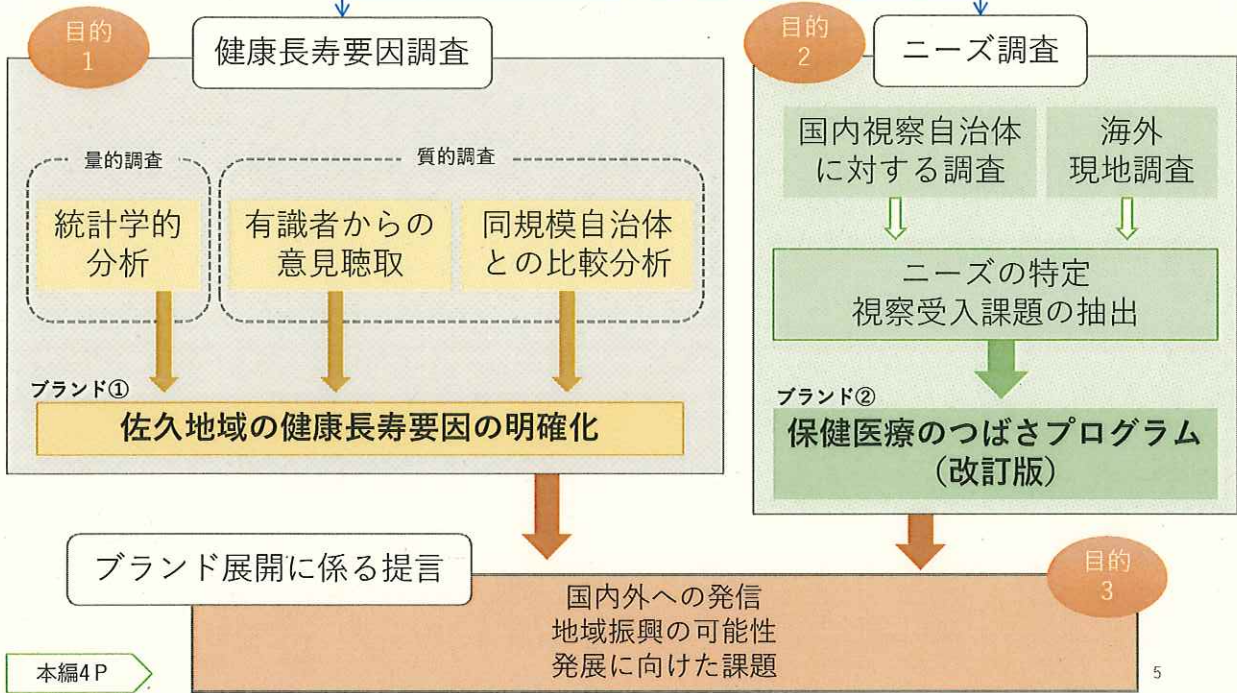 目的
1
健康長寿要因調査
量的調査
質的調査
統計学的
分析
有識者からの
意見聴取
同規模自治体
との比較分析
ブランド①
佐久地域の健康長寿要因の明確化
目的
2
ニーズ調査
国内視察自治体
に対する調査
海外
現地調査
ニーズの特定
視察受入課題の抽出
ブランド②
保健医療のつばさプログラム
（改訂版）
ブランド展開に係る提言
目的
3
国内外への発信
地域振興の可能性
発展に向けた課題
本編4P
5